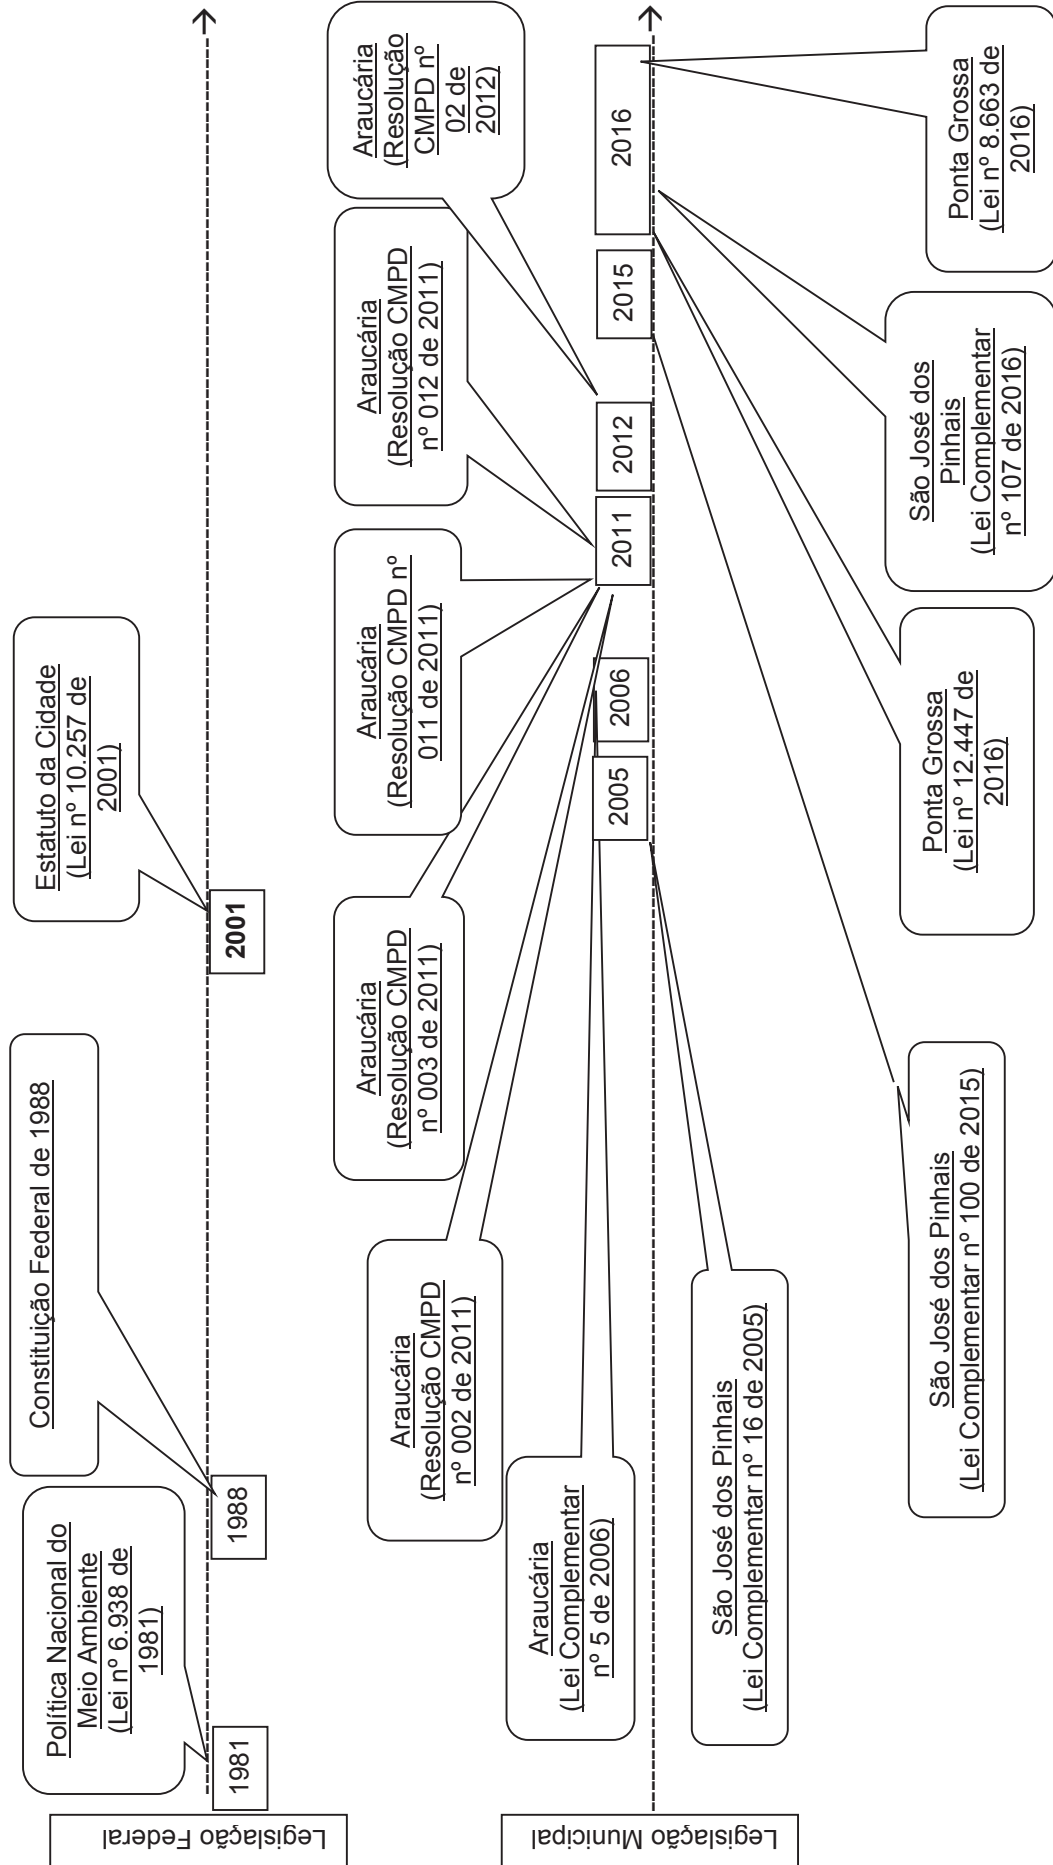 Legislação Federal
Política Nacional do
Meio Ambiente
(Lei nº 6.938 de
1981)
Constituição Federal de 1988
Estatuto da Cidade
(Lei nº 10.257 de
2001)
1981
1988
2001
Legislação Municipal
Araucária
(Lei Complementar
nº 5 de 2006)
Araucária
(Resolução CMPD
nº 002 de 2011)
Araucária
(Resolução CMPD
nº 003 de 2011)
Araucária
(Resolução CMPD nº
011 de 2011)
Araucária
(Resolução CMPD
nº 012 de 2011)
Araucária
(Resolução
CMPD nº
02 de
2012)
2005
2006
2011
2012
2015
2016
São José dos Pinhais
(Lei Complementar nº 16 de 2005)
São José dos Pinhais
(Lei Complementar nº 100 de 2015)
Ponta Grossa
(Lei nº 12.447 de
2016)
São José dos
Pinhais
(Lei Complementar
nº 107 de 2016)
Ponta Grossa
(Lei nº 8.663 de
2016)